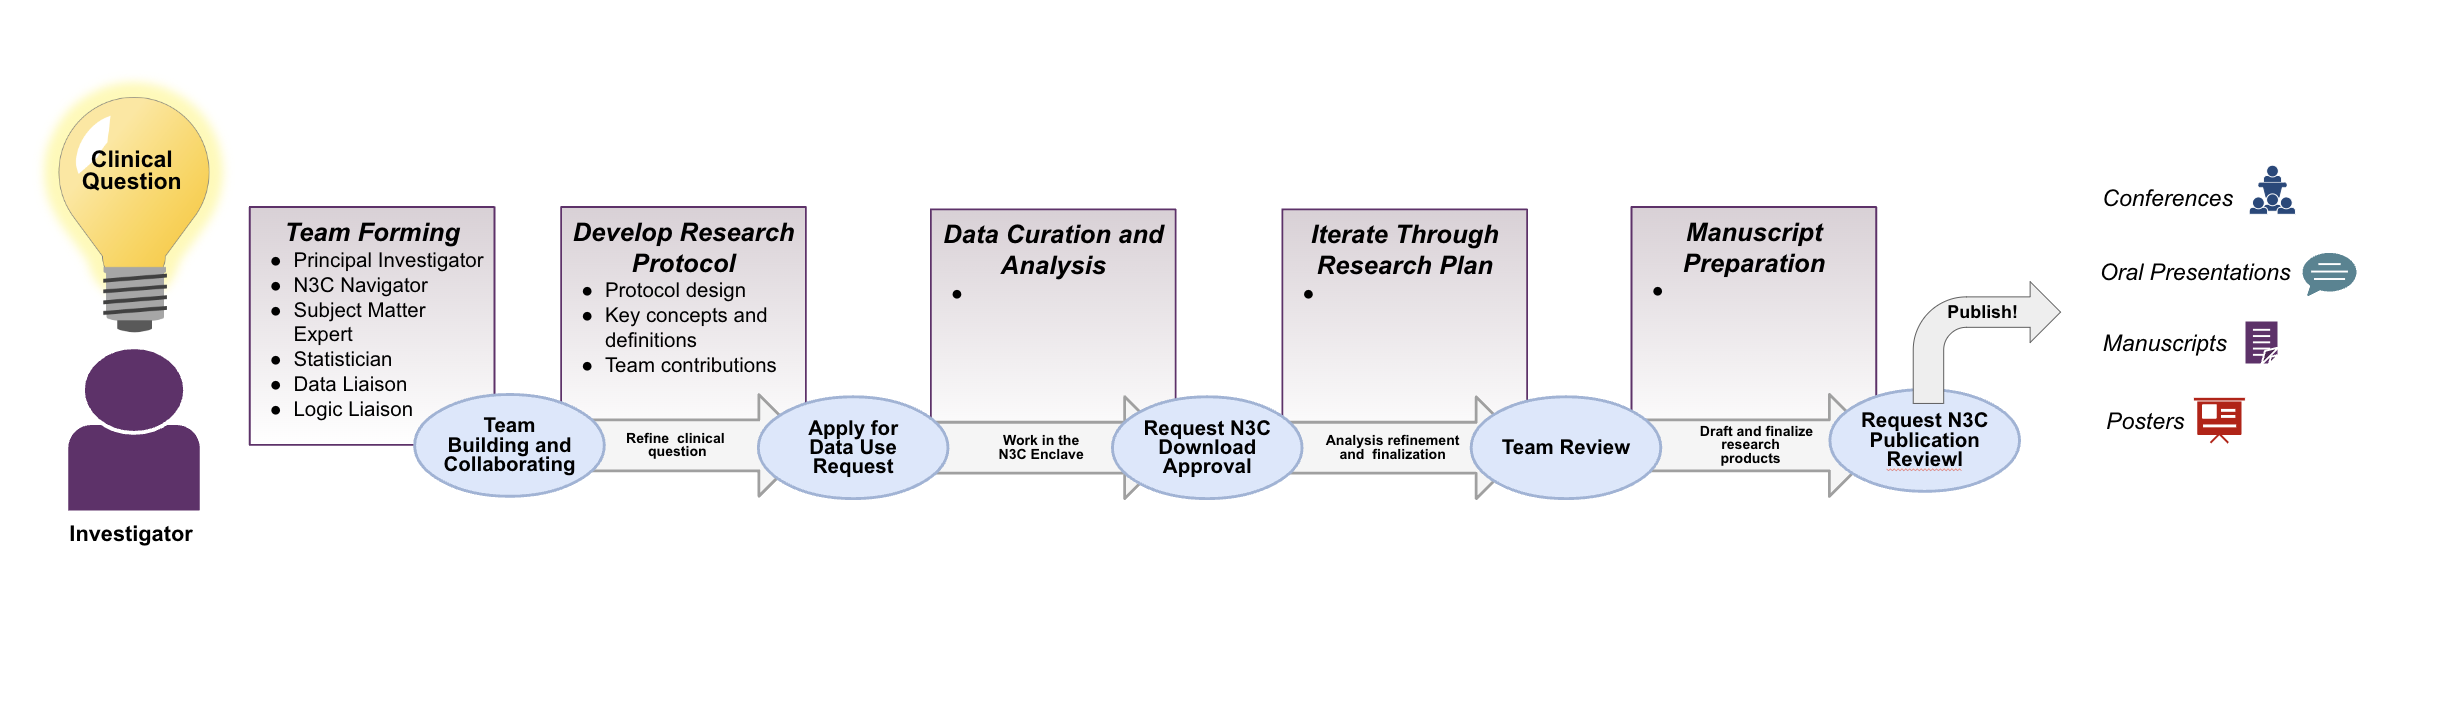 Clinical
Question
Investigator
Team Forming
● Principal Investigator
● N3C Navigator
● Subject Matter
Expert
● Statistician
● Data Liaison
● Logic Liaison
Team
Building and
Collaborating
Develop Research
Protocol
● Protocol design
● Key concepts and
definitions
● Team contributions
Refine clinical
question
Apply for
Data Use
Request
Data Curation and
Analysis
●
Work in the
N3C Enclave
Request N3C
Download
Approval
Iterate Through
Research Plan
●
Analysis refinement
and finalization
Team Review
Manuscript
Preparation
●
Draft and finalize
research
products
Request N3C
Publication
Reviewl
Publish!
Conferences
Oral Presentations
Manuscripts
Posters